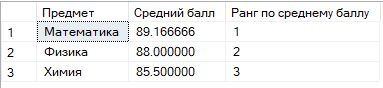 Предмет Средний балл Ранг по среднему баллу
1 Математика 89.166666 1
2 Физика 88.000000 2
3 Химия 85.500000 3